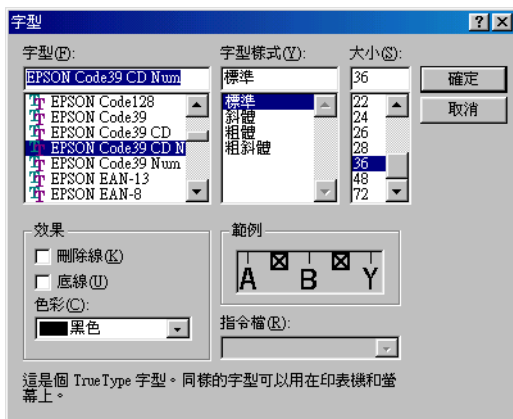 字型
字型(F):
字型樣式(Y):
大小(S):
EPSON Code39 CD Num
標準
36
確定
取消
EPSON Code128
EPSON Code39
EPSON Code39 CD
EPSON Code39 CD N
EPSON Code39 Num
EPSON EAN-13
EPSON EAN-8
標準
斜體
粗體
粗斜體
22
24
26
28
36
48
72
效果
刪除線(K)
底線(U)
色彩(C):
黑色
範例
A B Y
指令檔(R):
這是個 TrueType 字型。同樣的字型可以用在印表機和螢
幕上。